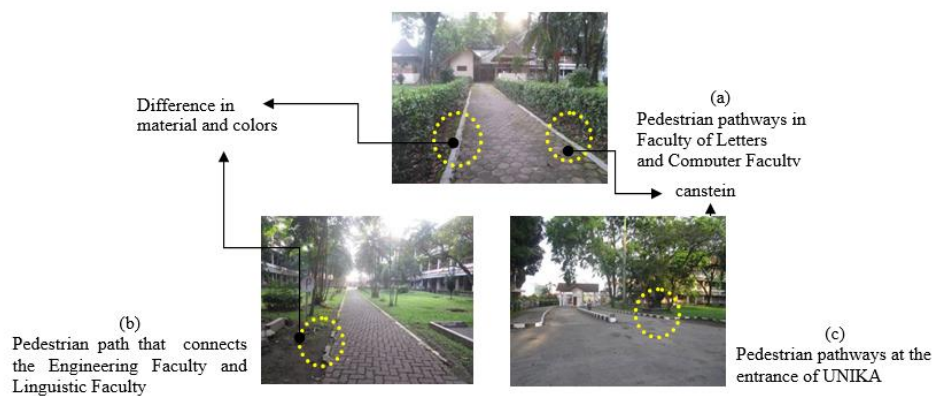 (a)
Pedestrian pathways in
Faculty of Letters
and Computer Faculty
Difference in
material and colors
canstein
(b)
Pedestrian path that connects
the Engineering Faculty and
Linguistic Faculty
(c)
Pedestrian pathways at the
entrance of UNIKA